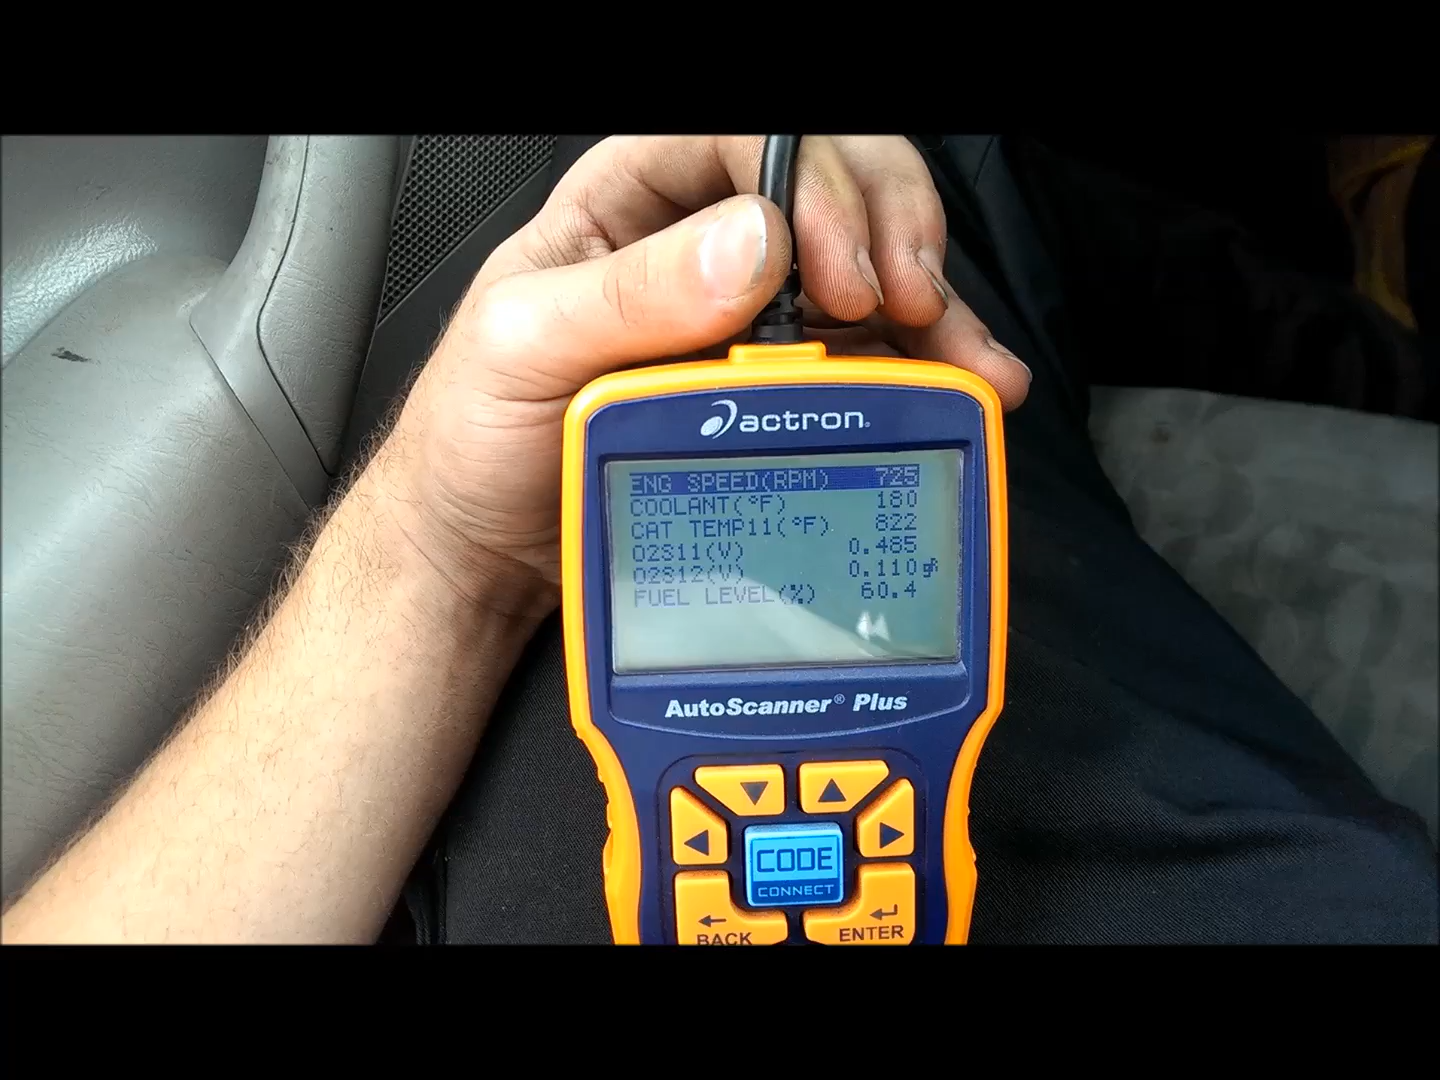 actron®
ENG SPEED(RPM) 725
COOLANT(°F) 180
CAT TEMP11(°F) 822
O2S11(V) 0.485
O2S12(V) 0.110
FUEL LEVEL(%) 60.4
AutoScanner® Plus
CODE
CONNECT
BACK
ENTER